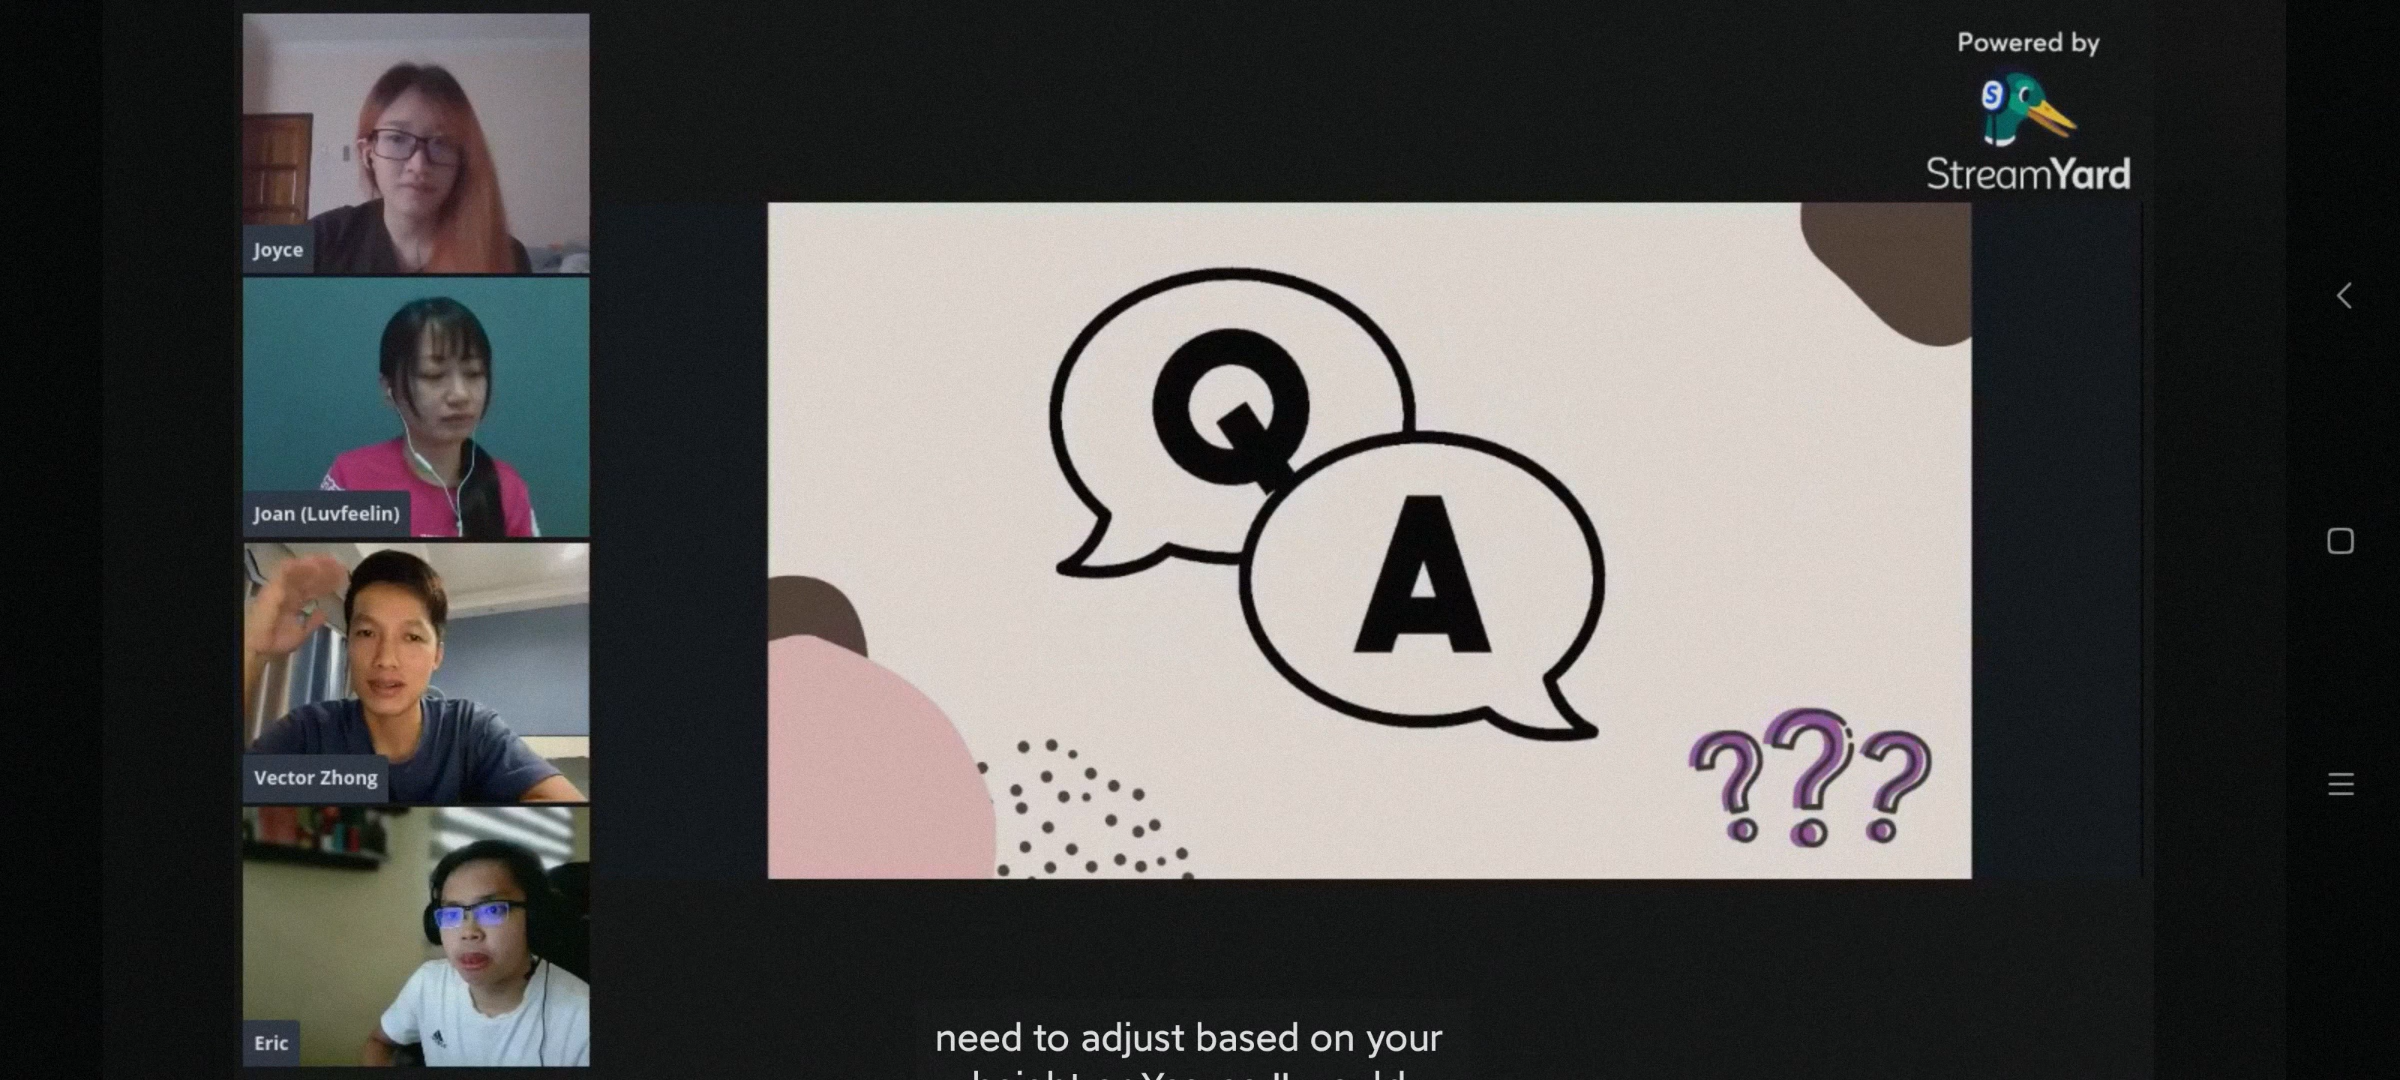 Powered by
S
StreamYard
Joyce
Joan (Luvfeelin)
Vector Zhong
Eric
Q
A
???
need to adjust based on your